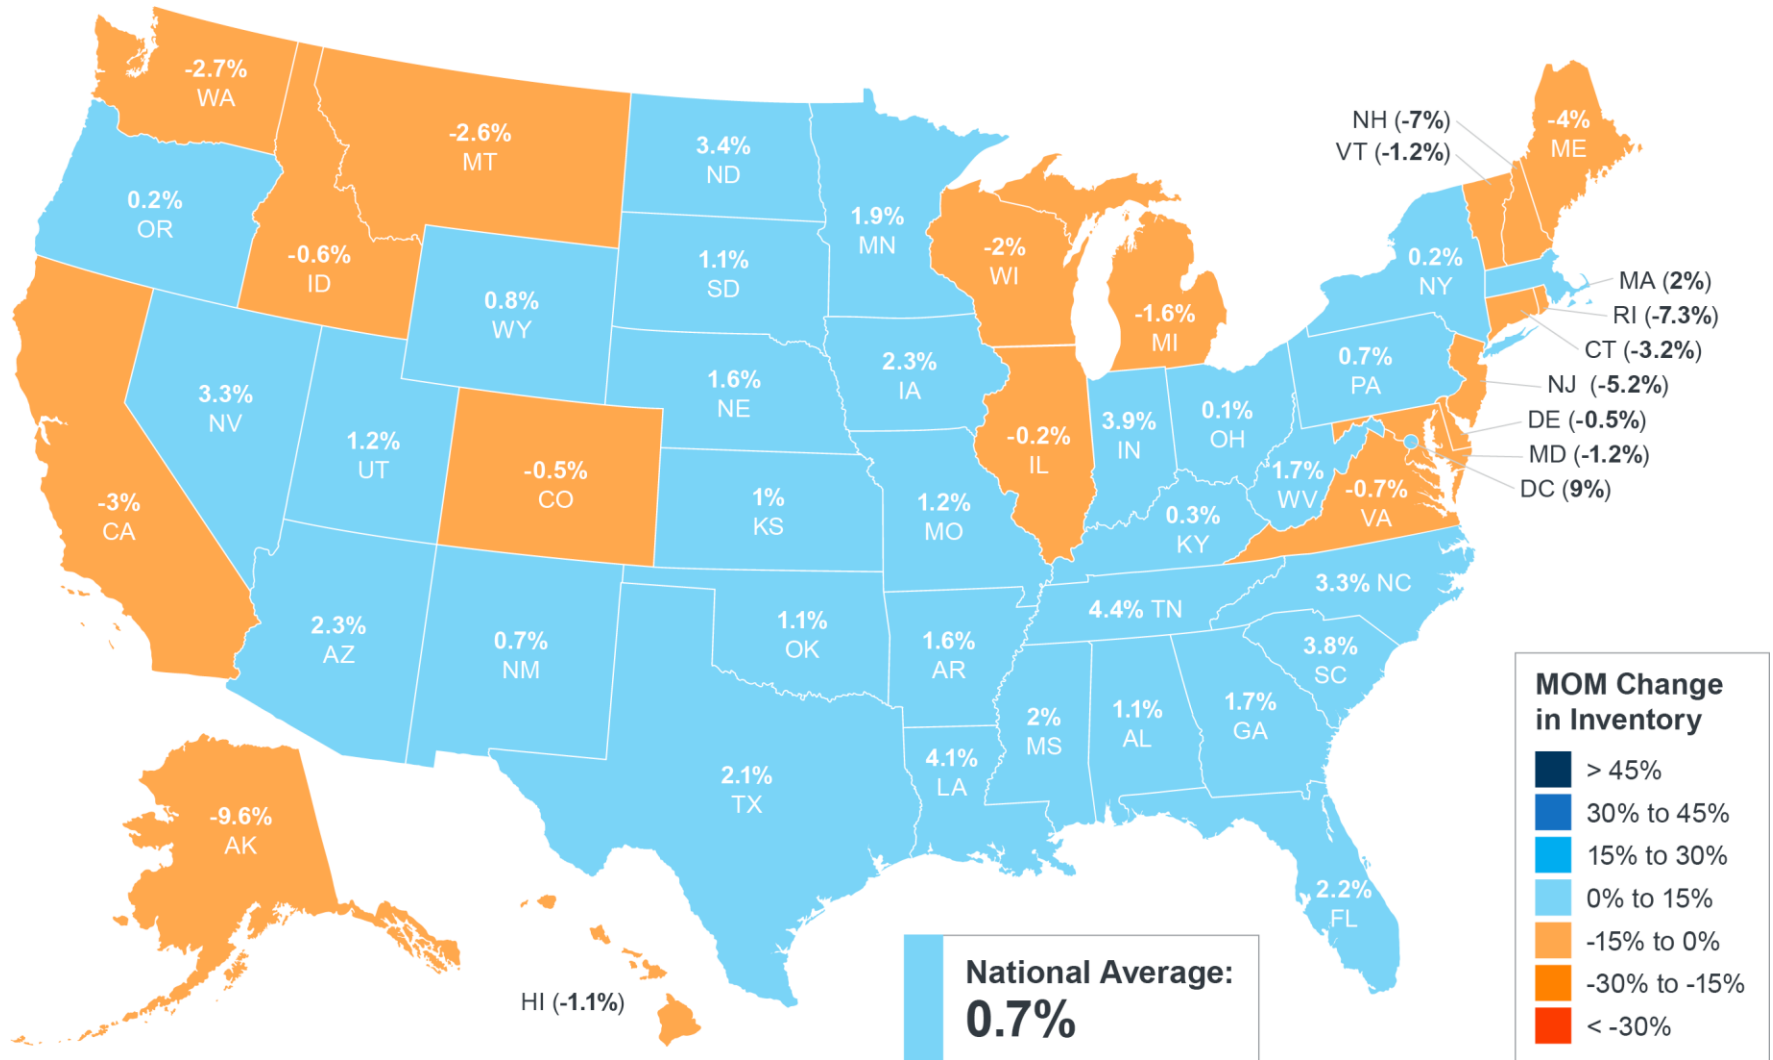 -2.7%
WA
-2.6%
MT
3.4%
ND
NH (-7%)
VT (-1.2%)
-4%
ME
0.2%
OR
-0.6%
ID
1.9%
MN
-2%
WI
1.1%
SD
0.8%
WY
-1.6%
MI
0.2%
NY
MA (2%)
RI (-7.3%)
CT (-3.2%)
NJ (-5.2%)
DE (-0.5%)
MD (-1.2%)
DC (9%)
3.3%
NV
1.2%
UT
1.6%
NE
2.3%
IA
0.7%
PA
-3%
CA
-0.5%
CO
1%
KS
1.2%
MO
-0.2%
IL
3.9%
IN
0.1%
OH
1.7%
WV
-0.7%
VA
0.3%
KY
2.3%
AZ
0.7%
NM
1.1%
OK
1.6%
AR
4.4% TN
3.3% NC
3.8%
SC
2.1%
TX
4.1%
LA
2%
MS
1.1%
AL
1.7%
GA
2.2%
FL
-9.6%
AK
HI (-1.1%)
National Average:
0.7%
MOM Change
in Inventory
> 45%
30% to 45%
15% to 30%
0% to 15%
-15% to 0%
-30% to -15%
< -30%